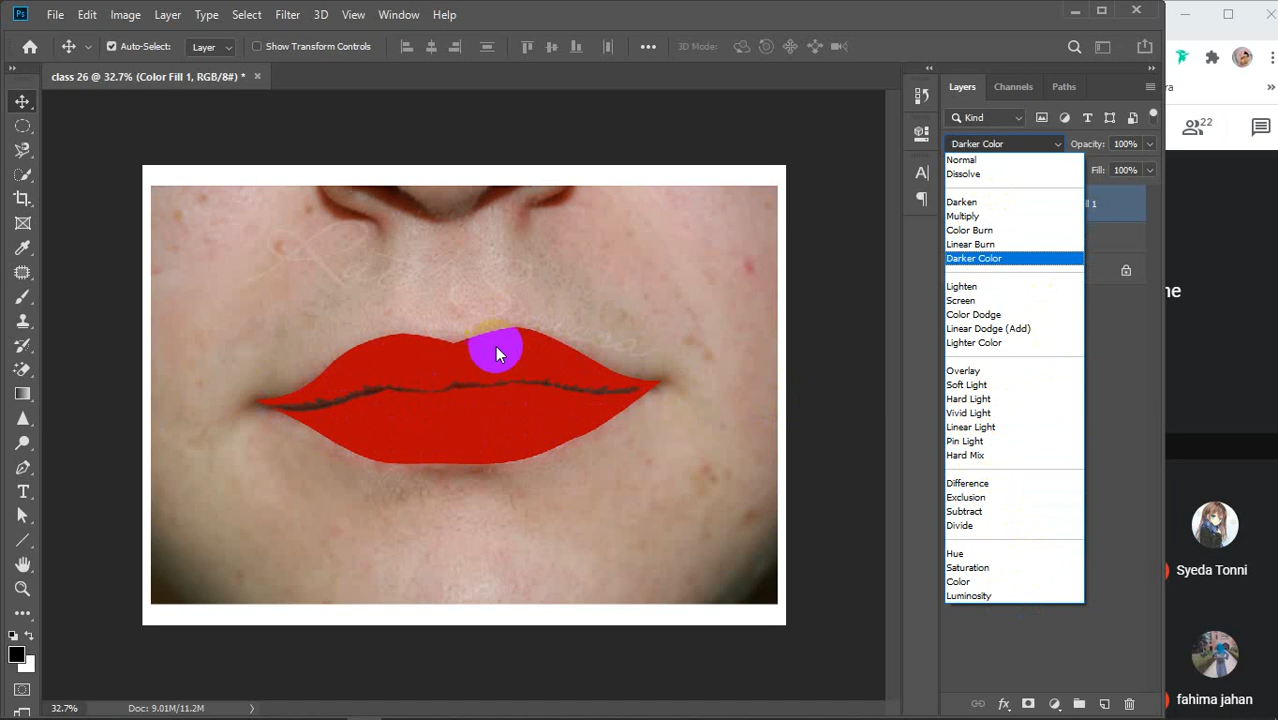 Ps File Edit Image Layer Type Select Filter 3D View Window Help
Auto-Select: Layer Show Transform Controls 3D Mode:
class 26 @ 32.7% (Color Fill 1, RGB/8#) *
Layers Channels Paths
Kind
Darker Color Opacity: 100%
Fill: 100%
Normal
Dissolve
Darken
Multiply
Color Burn
Linear Burn
Darker Color
Lighten
Screen
Color Dodge
Linear Dodge (Add)
Lighter Color
Overlay
Soft Light
Hard Light
Vivid Light
Linear Light
Pin Light
Hard Mix
Difference
Exclusion
Subtract
Divide
Hue
Saturation
Color
Luminosity
ll 1
22
ne
Syeda Tonni
fahima jahan
32.7% Doc: 9.01M/11.2M